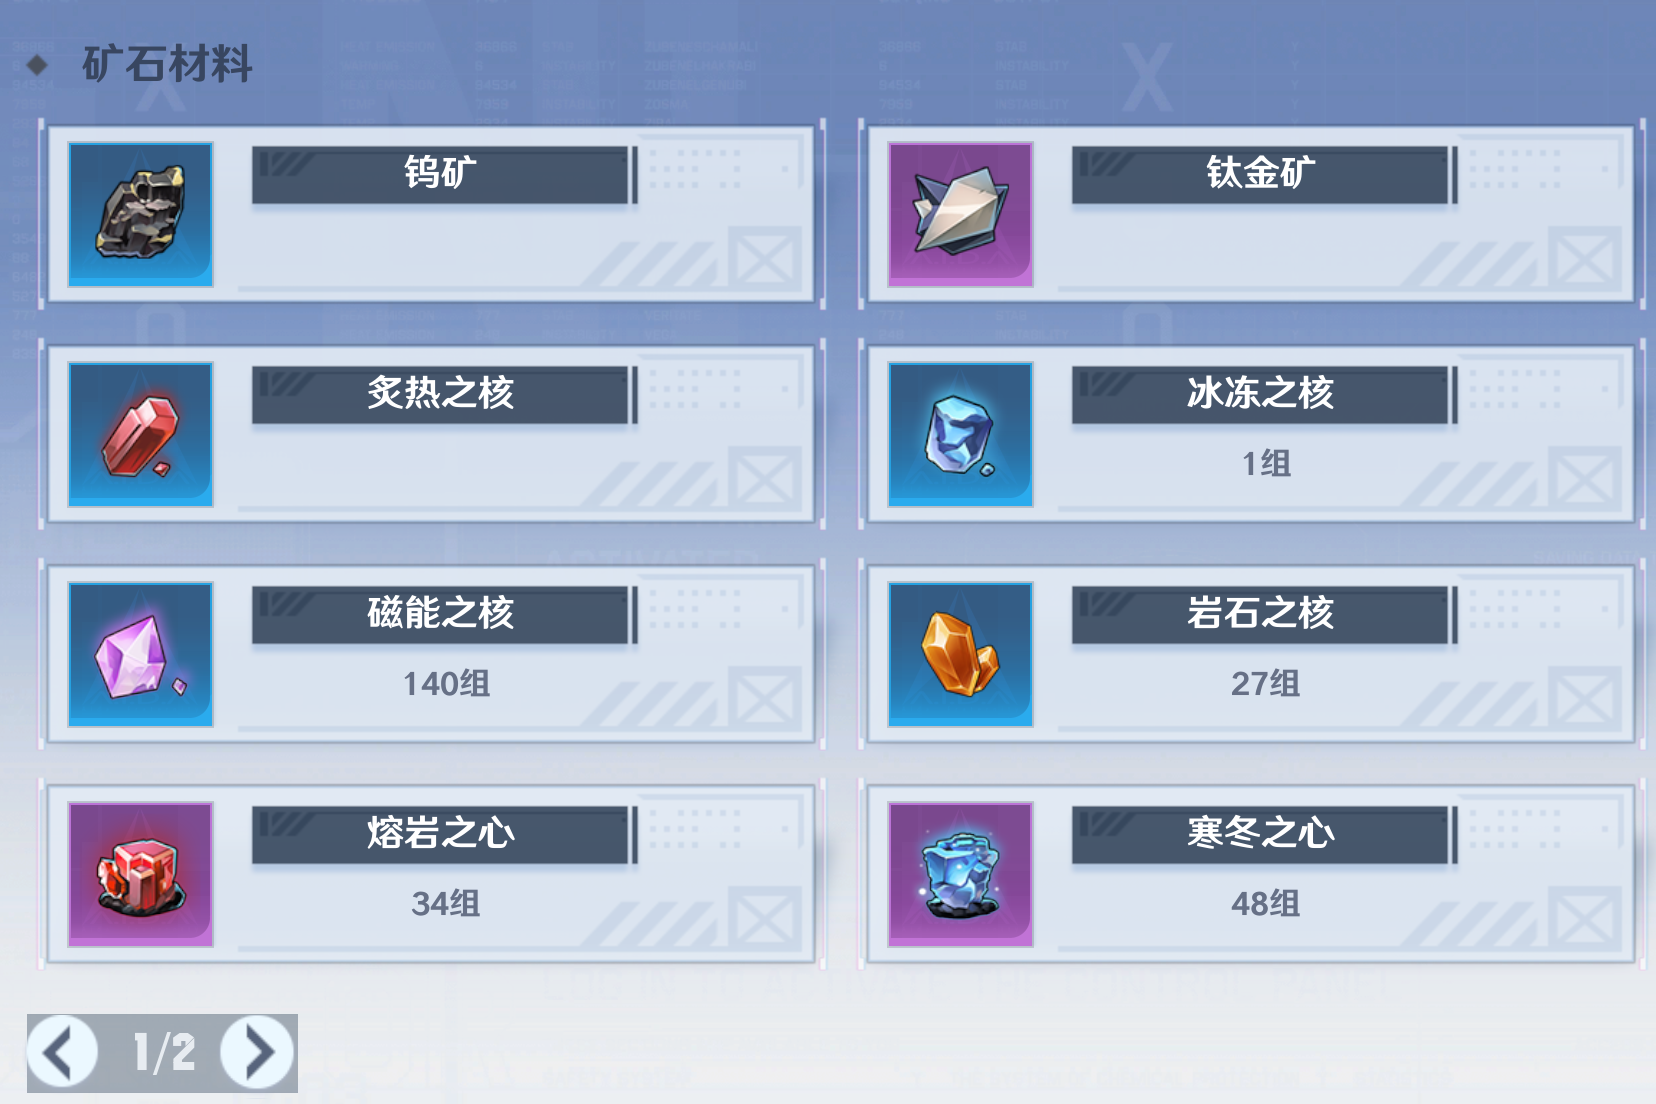 矿石材料
钨矿
钛金矿
炙热之核
冰冻之核
1组
磁能之核
岩石之核
140组
27组
熔岩之心
寒冬之心
34组
48组
1/2